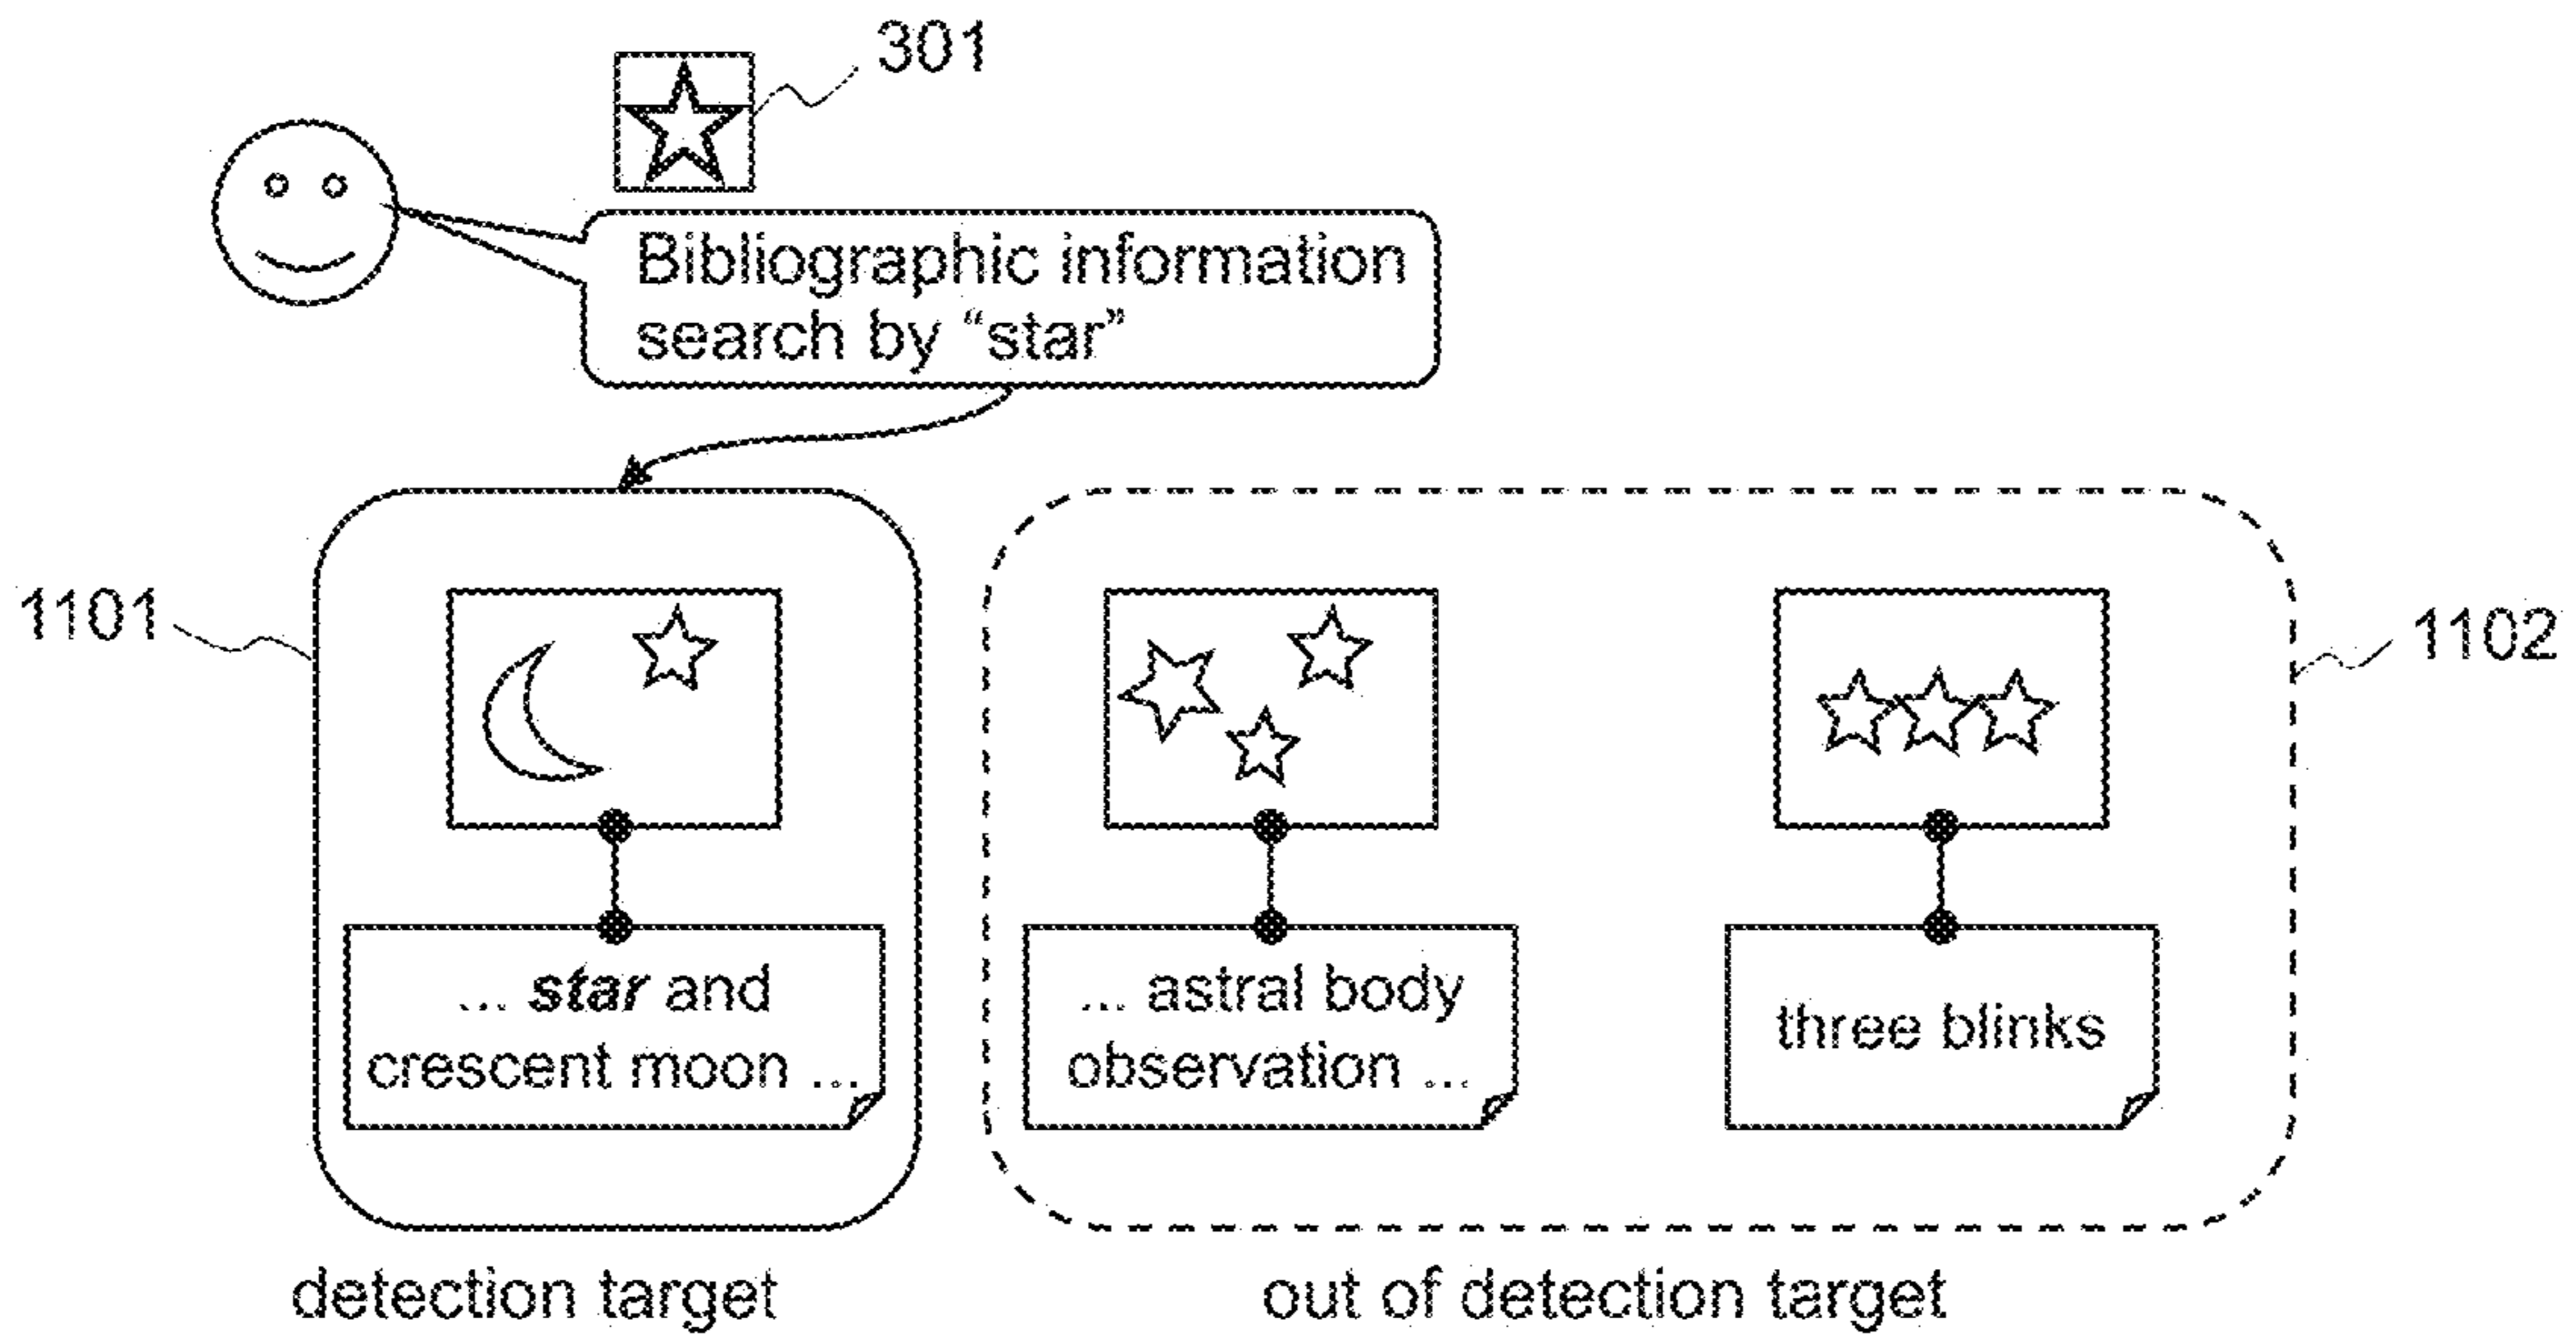 301
Bibliographic information
search by “star”
1101
1102
... star and
crescent moon ...
... astral body
observation ...
three blinks
detection target
out of detection target